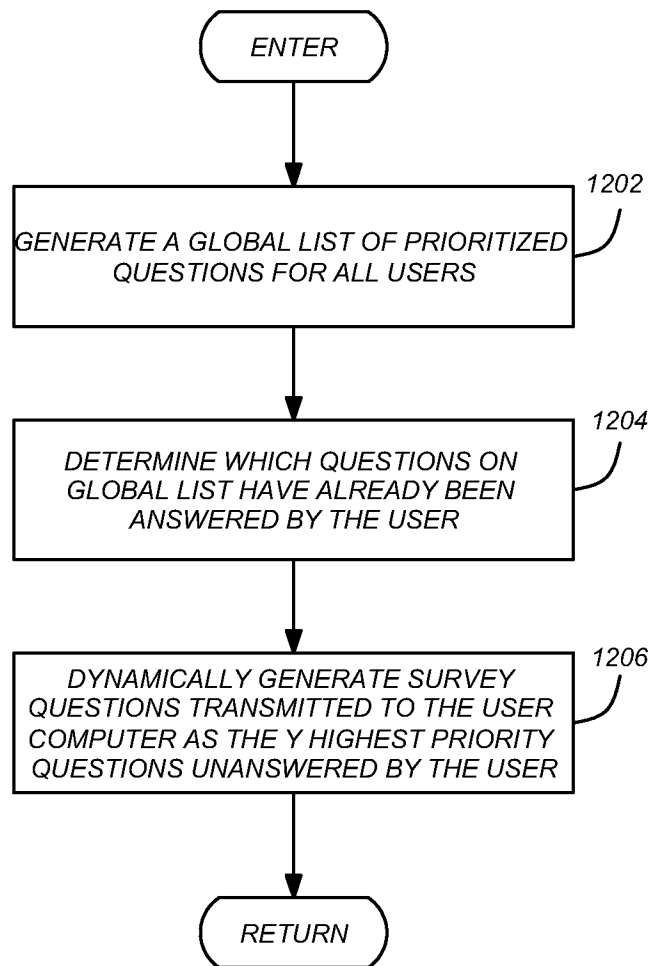 ENTER
1202
GENERATE A GLOBAL LIST OF PRIORITIZED
QUESTIONS FOR ALL USERS
1204
DETERMINE WHICH QUESTIONS ON
GLOBAL LIST HAVE ALREADY BEEN
ANSWERED BY THE USER
1206
DYNAMICALLY GENERATE SURVEY
QUESTIONS TRANSMITTED TO THE USER
COMPUTER AS THE Y HIGHEST PRIORITY
QUESTIONS UNANSWERED BY THE USER
RETURN